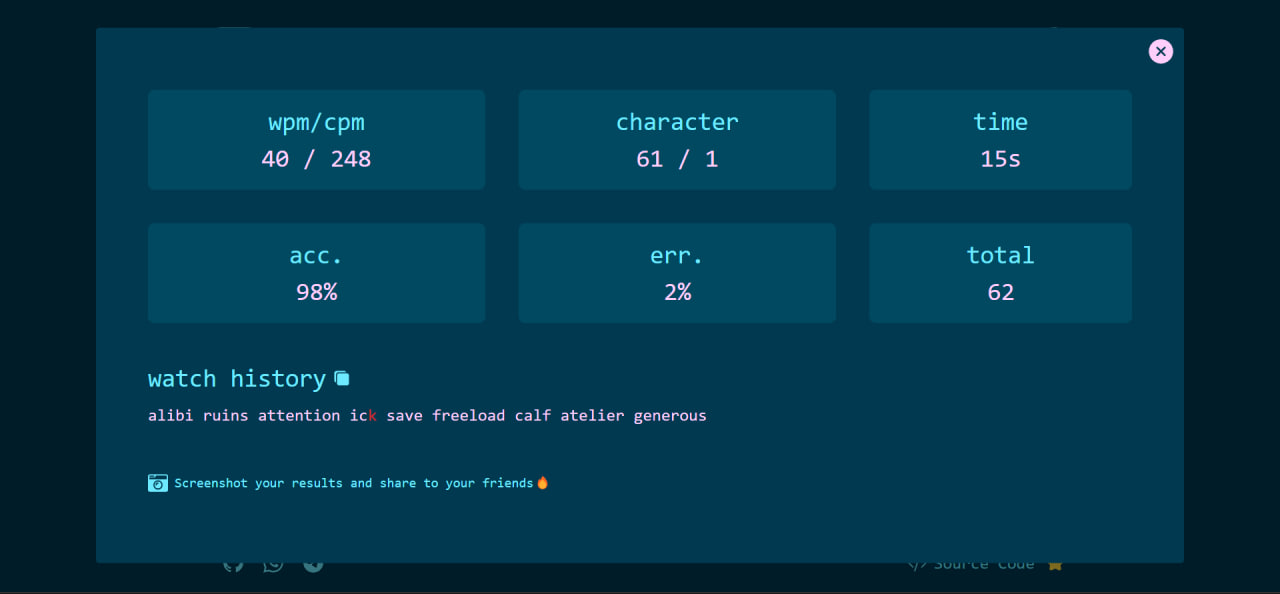 wpm/cpm
40 / 248
character
61 / 1
time
15s
acc.
98%
err.
2%
total
62
watch history
alibi ruins attention ick save freeload calf atelier generous
Screenshot your results and share to your friends🔥
</> Source Code ⭐